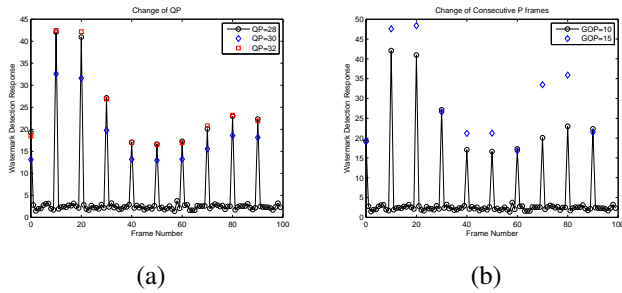 Change of QP
Watermark Detection Response
45
40
35
30
25
20
15
10
5
0
0 20 40 60 80 100
Frame Number
QP=28
QP=30
QP=32
(a)
Change of Consecutive P frames
Watermark Detection Response
50
45
40
35
30
25
20
15
10
5
0
0 20 40 60 80 100
Frame Number
GOP=10
GOP=15
(b)